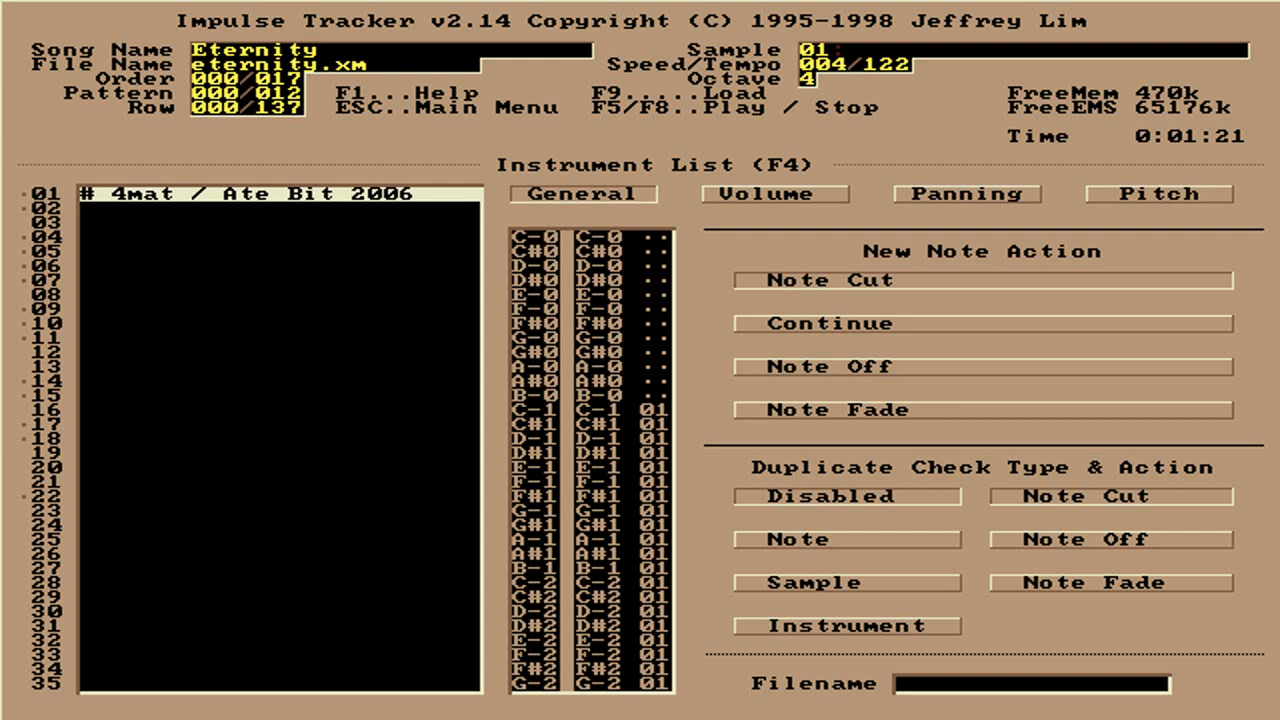 Impulse Tracker v2.14 Copyright (C) 1995-1998 Jeffrey Lim
Song Name Eternity Sample 01
File Name eternity.xm Speed/Tempo 004/122
Order 000/017 Octave 4
Pattern 000/012 F1...Help F9.....Load FreeMem 470k
Row 000/137 ESC..Main Menu F5/F8..Play / Stop FreeEMS 65176k
Time 0:01:21
Instrument List (F4)
01 # 4mat / Ate Bit 2006 General Volume Panning Pitch
02
03
04 C-0 C-0 ··
05 C#0 C#0 ·· New Note Action
06 D-0 D-0 ··
07 D#0 D#0 ·· Note Cut
08 E-0 E-0 ··
09 F-0 F-0 ··
10 F#0 F#0 ·· Continue
11 G-0 G-0 ··
12 G#0 G#0 ··
13 A-0 A-0 ·· Note Off
14 A#0 A#0 ··
15 B-0 B-0 ··
16 C-1 C-1 01 Note Fade
17 C#1 C#1 01
18 D-1 D-1 01
19 D#1 D#1 01
20 E-1 E-1 01 Duplicate Check Type & Action
21 F-1 F-1 01
22 F#1 F#1 01 Disabled Note Cut
23 G-1 G-1 01
24 G#1 G#1 01
25 A-1 A-1 01 Note Note Off
26 A#1 A#1 01
27 B-1 B-1 01
28 C-2 C-2 01 Sample Note Fade
29 C#2 C#2 01
30 D-2 D-2 01
31 D#2 D#2 01 Instrument
32 E-2 E-2 01
33 F-2 F-2 01
34 F#2 F#2 01
35 G-2 G-2 01 Filename